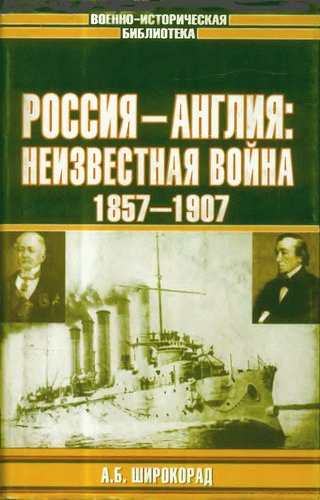 ВОЕННО-ИСТОРИЧЕСКАЯ
БИБЛИОТЕКА
РОССИЯ–АНГЛИЯ:
НЕИЗВЕСТНАЯ ВОЙНА
1857–1907
А.Б. ШИРОКОРАД